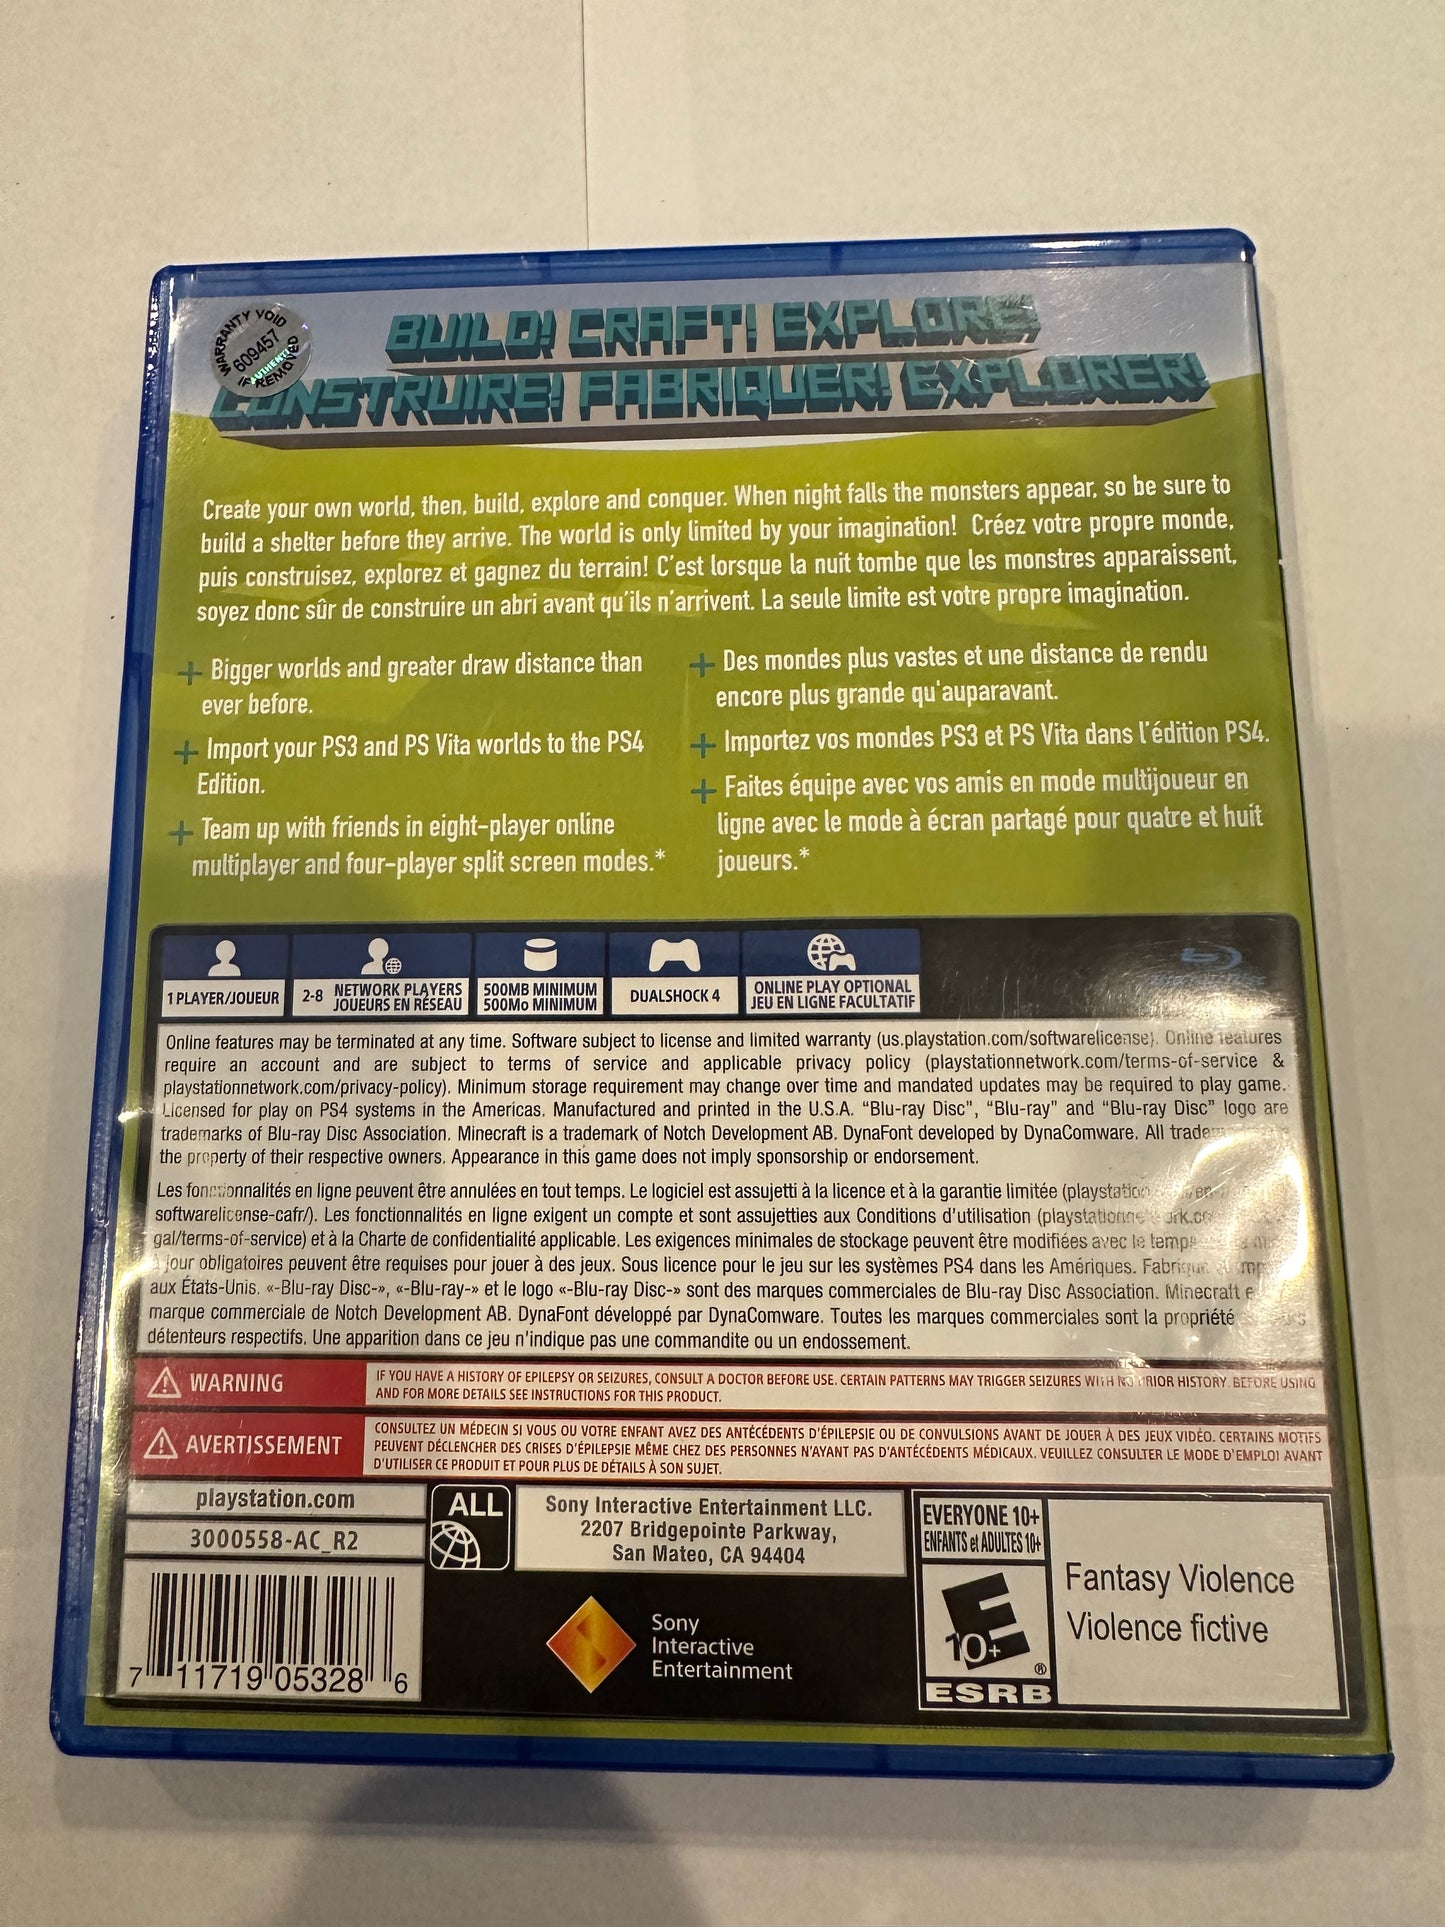 WARRANTY VOID
609457
AUTHENTIC
IF REMOVED
BUILD! CRAFT! EXPLORE!
CONSTRUIRE! FABRIQUER! EXPLORER!
Create your own world, then, build, explore and conquer. When night falls the monsters appear, so be sure to
build a shelter before they arrive. The world is only limited by your imagination! Créez votre propre monde,
puis construisez, explorez et gagnez du terrain! C'est lorsque la nuit tombe que les monstres apparaissent,
soyez donc sûr de construire un abri avant qu'ils n'arrivent. La seule limite est votre propre imagination.
+ Bigger worlds and greater draw distance than
ever before.
+ Import your PS3 and PS Vita worlds to the PS4
Edition.
+ Team up with friends in eight-player online
multiplayer and four-player split screen modes.*
+ Des mondes plus vastes et une distance de rendu
encore plus grande qu'auparavant.
+ Importez vos mondes PS3 et PS Vita dans l'édition PS4.
+ Faites équipe avec vos amis en mode multijoueur en
ligne avec le mode à écran partagé pour quatre et huit
joueurs.*
1 PLAYER/JOUEUR
2-8 NETWORK PLAYERS
JOUEURS EN RÉSEAU
500MB MINIMUM
500Mo MINIMUM
DUALSHOCK 4
ONLINE PLAY OPTIONAL
JEU EN LIGNE FACULTATIF
Online features may be terminated at any time. Software subject to license and limited warranty (us.playstation.com/softwarelicense). Online features
require an account and are subject to terms of service and applicable privacy policy (playstationnetwork.com/terms-of-service &
playstationnetwork.com/privacy-policy). Minimum storage requirement may change over time and mandated updates may be required to play game.
Licensed for play on PS4 systems in the Americas. Manufactured and printed in the U.S.A. "Blu-ray Disc", "Blu-ray" and "Blu-ray Disc" logo are
trademarks of Blu-ray Disc Association. Minecraft is a trademark of Notch Development AB. DynaFont developed by DynaComware. All
the property of their respective owners. Appearance in this game does not imply sponsorship or endorsement.
Les fonctionnalités en ligne peuvent être annulées en tout temps. Le logiciel est assujetti à la licence et à la garantie limitée
softwarelicense-cafr/). Les fonctionnalités en ligne exigent un compte et sont assujetties aux Conditions d'utilisation
gal/terms-of-service) et à la Charte de confidentialité applicable. Les exigences minimales de stockage peuvent être modifiées avec le temps
jour obligatoires peuvent être requises pour jouer à des jeux. Sous licence pour le jeu sur les systèmes PS4 dans les Amériques.
aux États-Unis. «-Blu-ray Disc-», «-Blu-ray-» et le logo «-Blu-ray Disc-» sont des marques commerciales de Blu-ray Disc Association. Minecraft
marque commerciale de Notch Development AB. DynaFont développé par DynaComware. Toutes les marques commerciales sont la propriété
détenteurs respectifs. Une apparition dans ce jeu n'indique pas une commandite ou un endossement.
WARNING
IF YOU HAVE A HISTORY OF EPILEPSY OR SEIZURES, CONSULT A DOCTOR BEFORE USE. CERTAIN PATTERNS MAY TRIGGER SEIZURES WITH NO PRIOR HISTORY. BEFORE USING
AND FOR MORE DETAILS SEE INSTRUCTIONS FOR THIS PRODUCT.
AVERTISSEMENT
CONSULTEZ UN MÉDECIN SI VOUS OU VOTRE ENFANT AVEZ DES ANTÉCÉDENTS D'ÉPILEPSIE OU DE CONVULSIONS AVANT DE JOUER À DES JEUX VIDÉO. CERTAINS MOTIFS
PEUVENT DÉCLENCHER DES CRISES D'ÉPILEPSIE MÊME CHEZ DES PERSONNES N'AYANT PAS D'ANTÉCÉDENTS MÉDICAUX. VEUILLEZ CONSULTER LE MODE D'EMPLOI AVANT
D'UTILISER CE PRODUIT ET POUR PLUS DE DÉTAILS À SON SUJET.
playstation.com
3000558-AC_R2
7 11719 05328 6
ALL
Sony Interactive Entertainment LLC.
2207 Bridgepointe Parkway,
San Mateo, CA 94404
Sony
Interactive
Entertainment
EVERYONE 10+
ENFANTS et ADULTES 10+
E
10+
®
ESRB
Fantasy Violence
Violence fictive